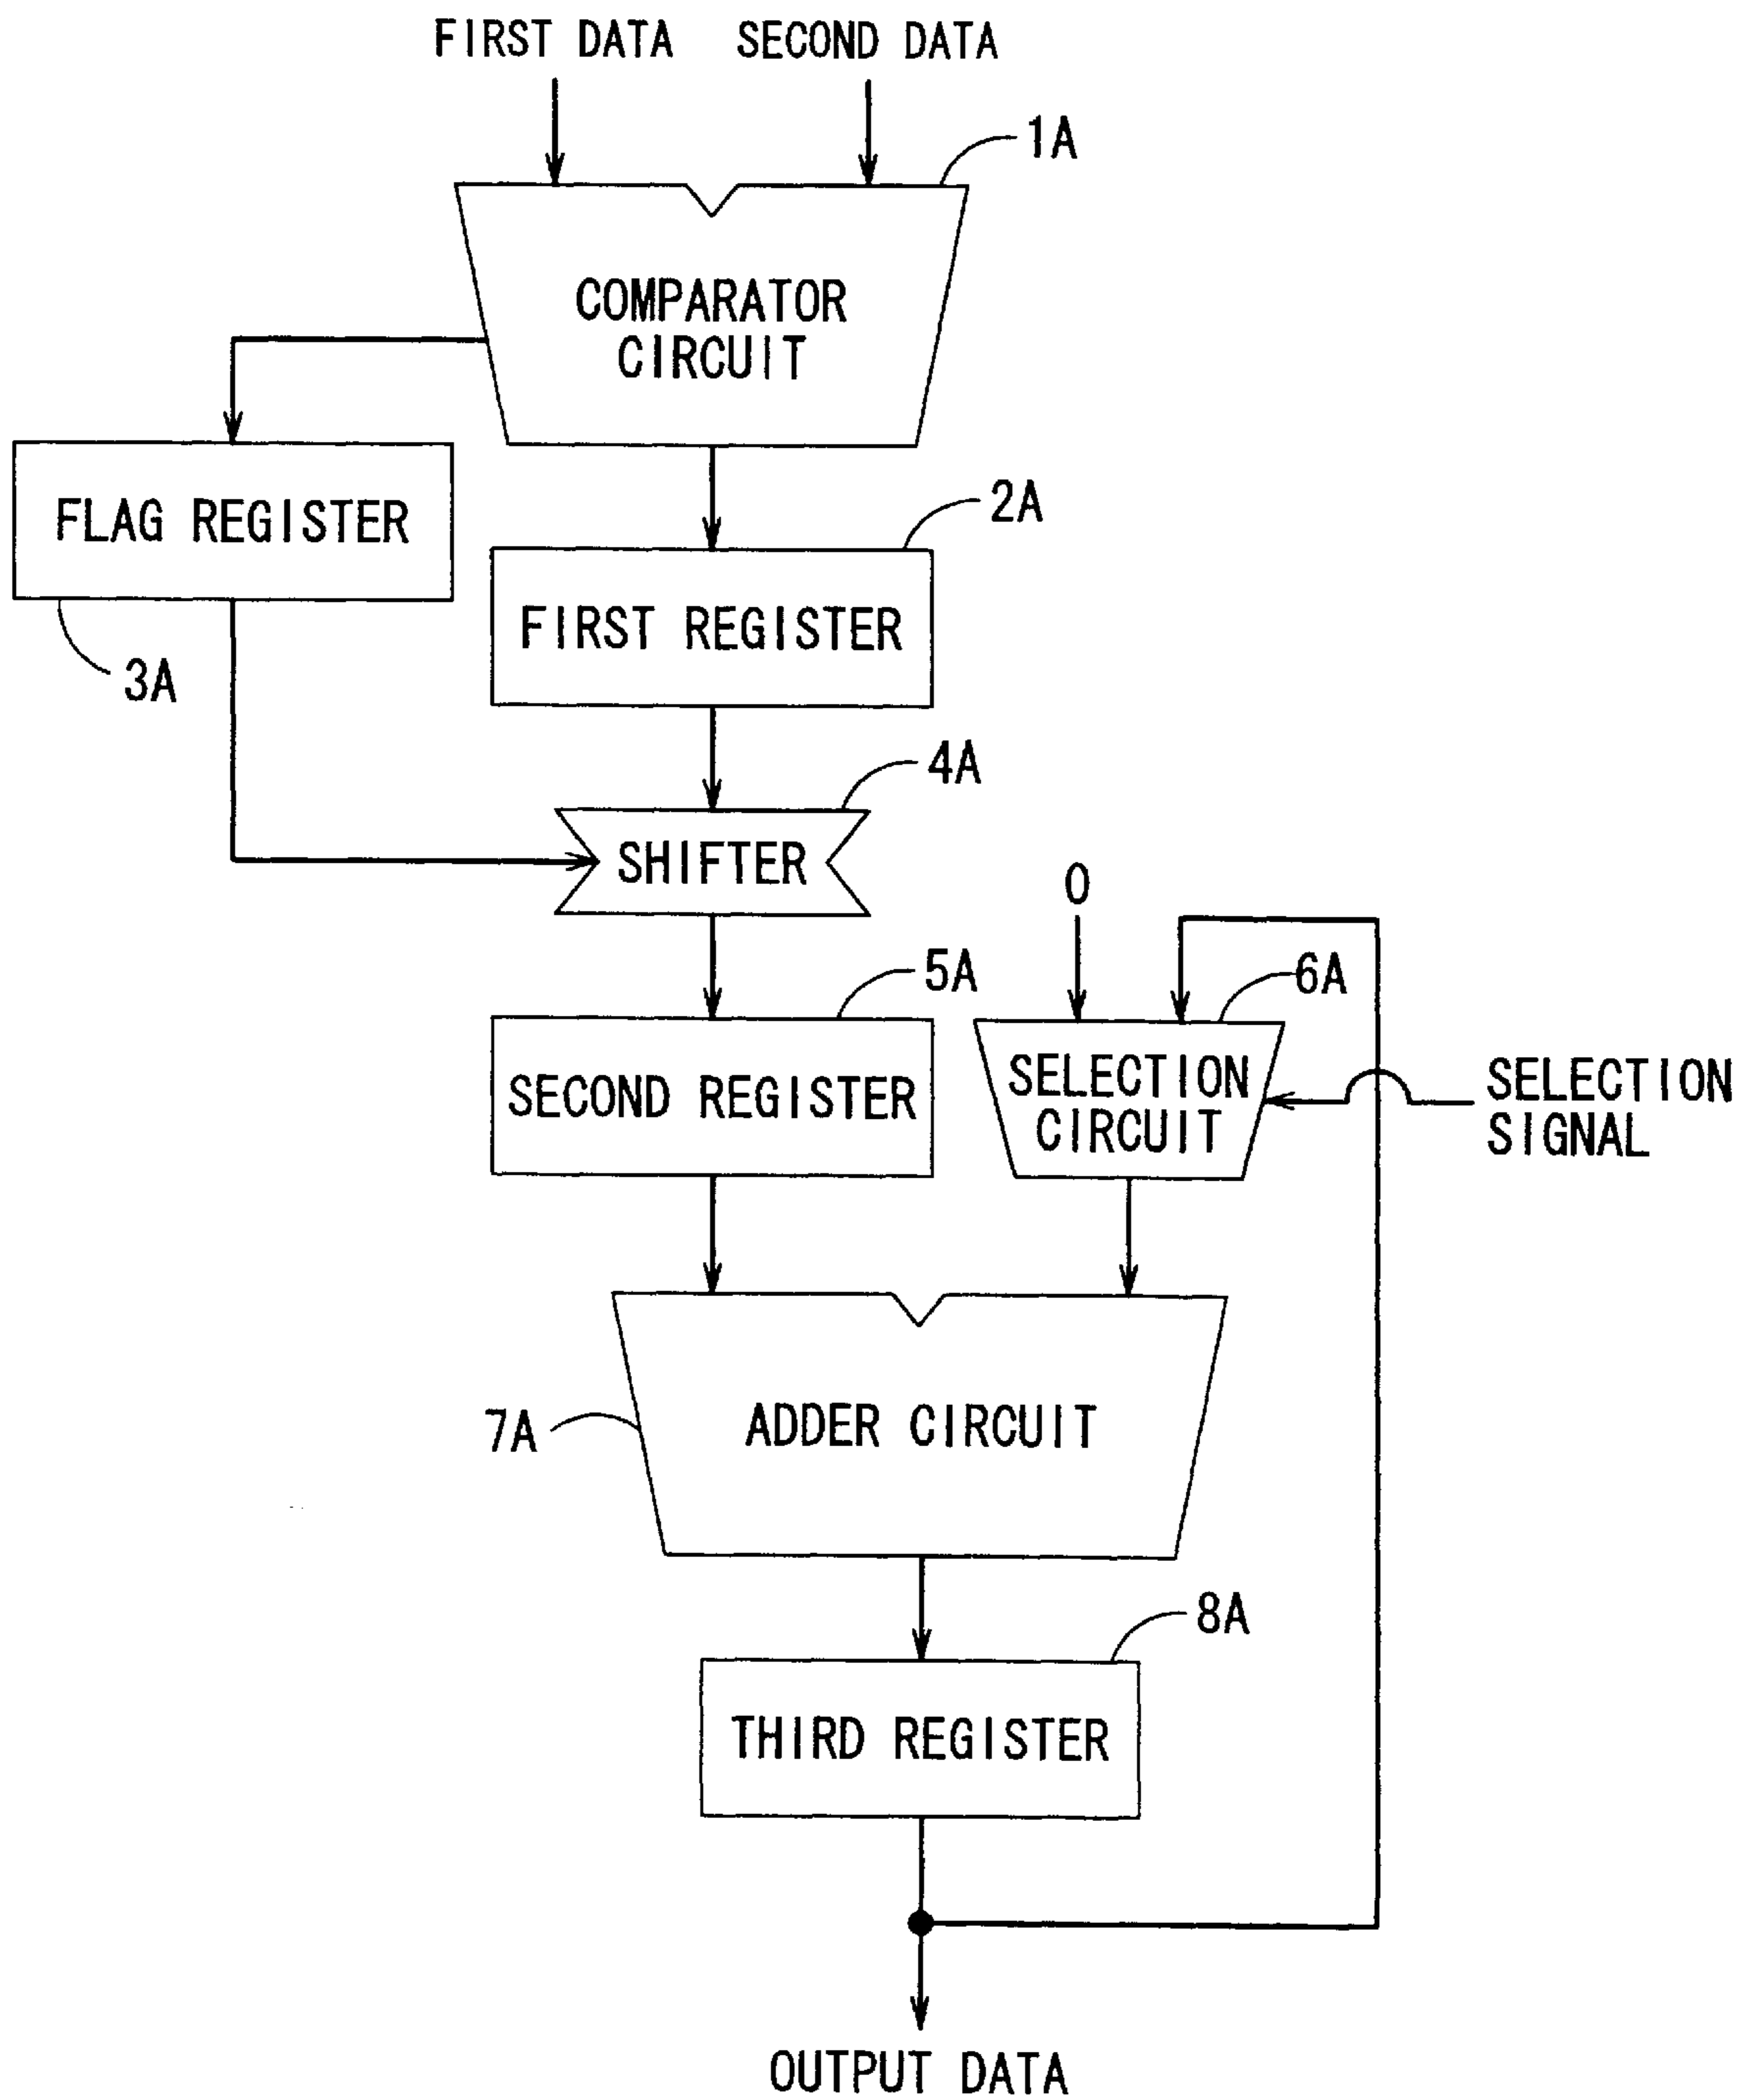 FIRST DATA
SECOND DATA
1A
COMPARATOR
CIRCUIT
FLAG REGISTER
2A
FIRST REGISTER
3A
4A
SHIFTER
0
5A
6A
SECOND REGISTER
SELECTION
CIRCUIT
SELECTION
SIGNAL
7A
ADDER CIRCUIT
8A
THIRD REGISTER
OUTPUT DATA